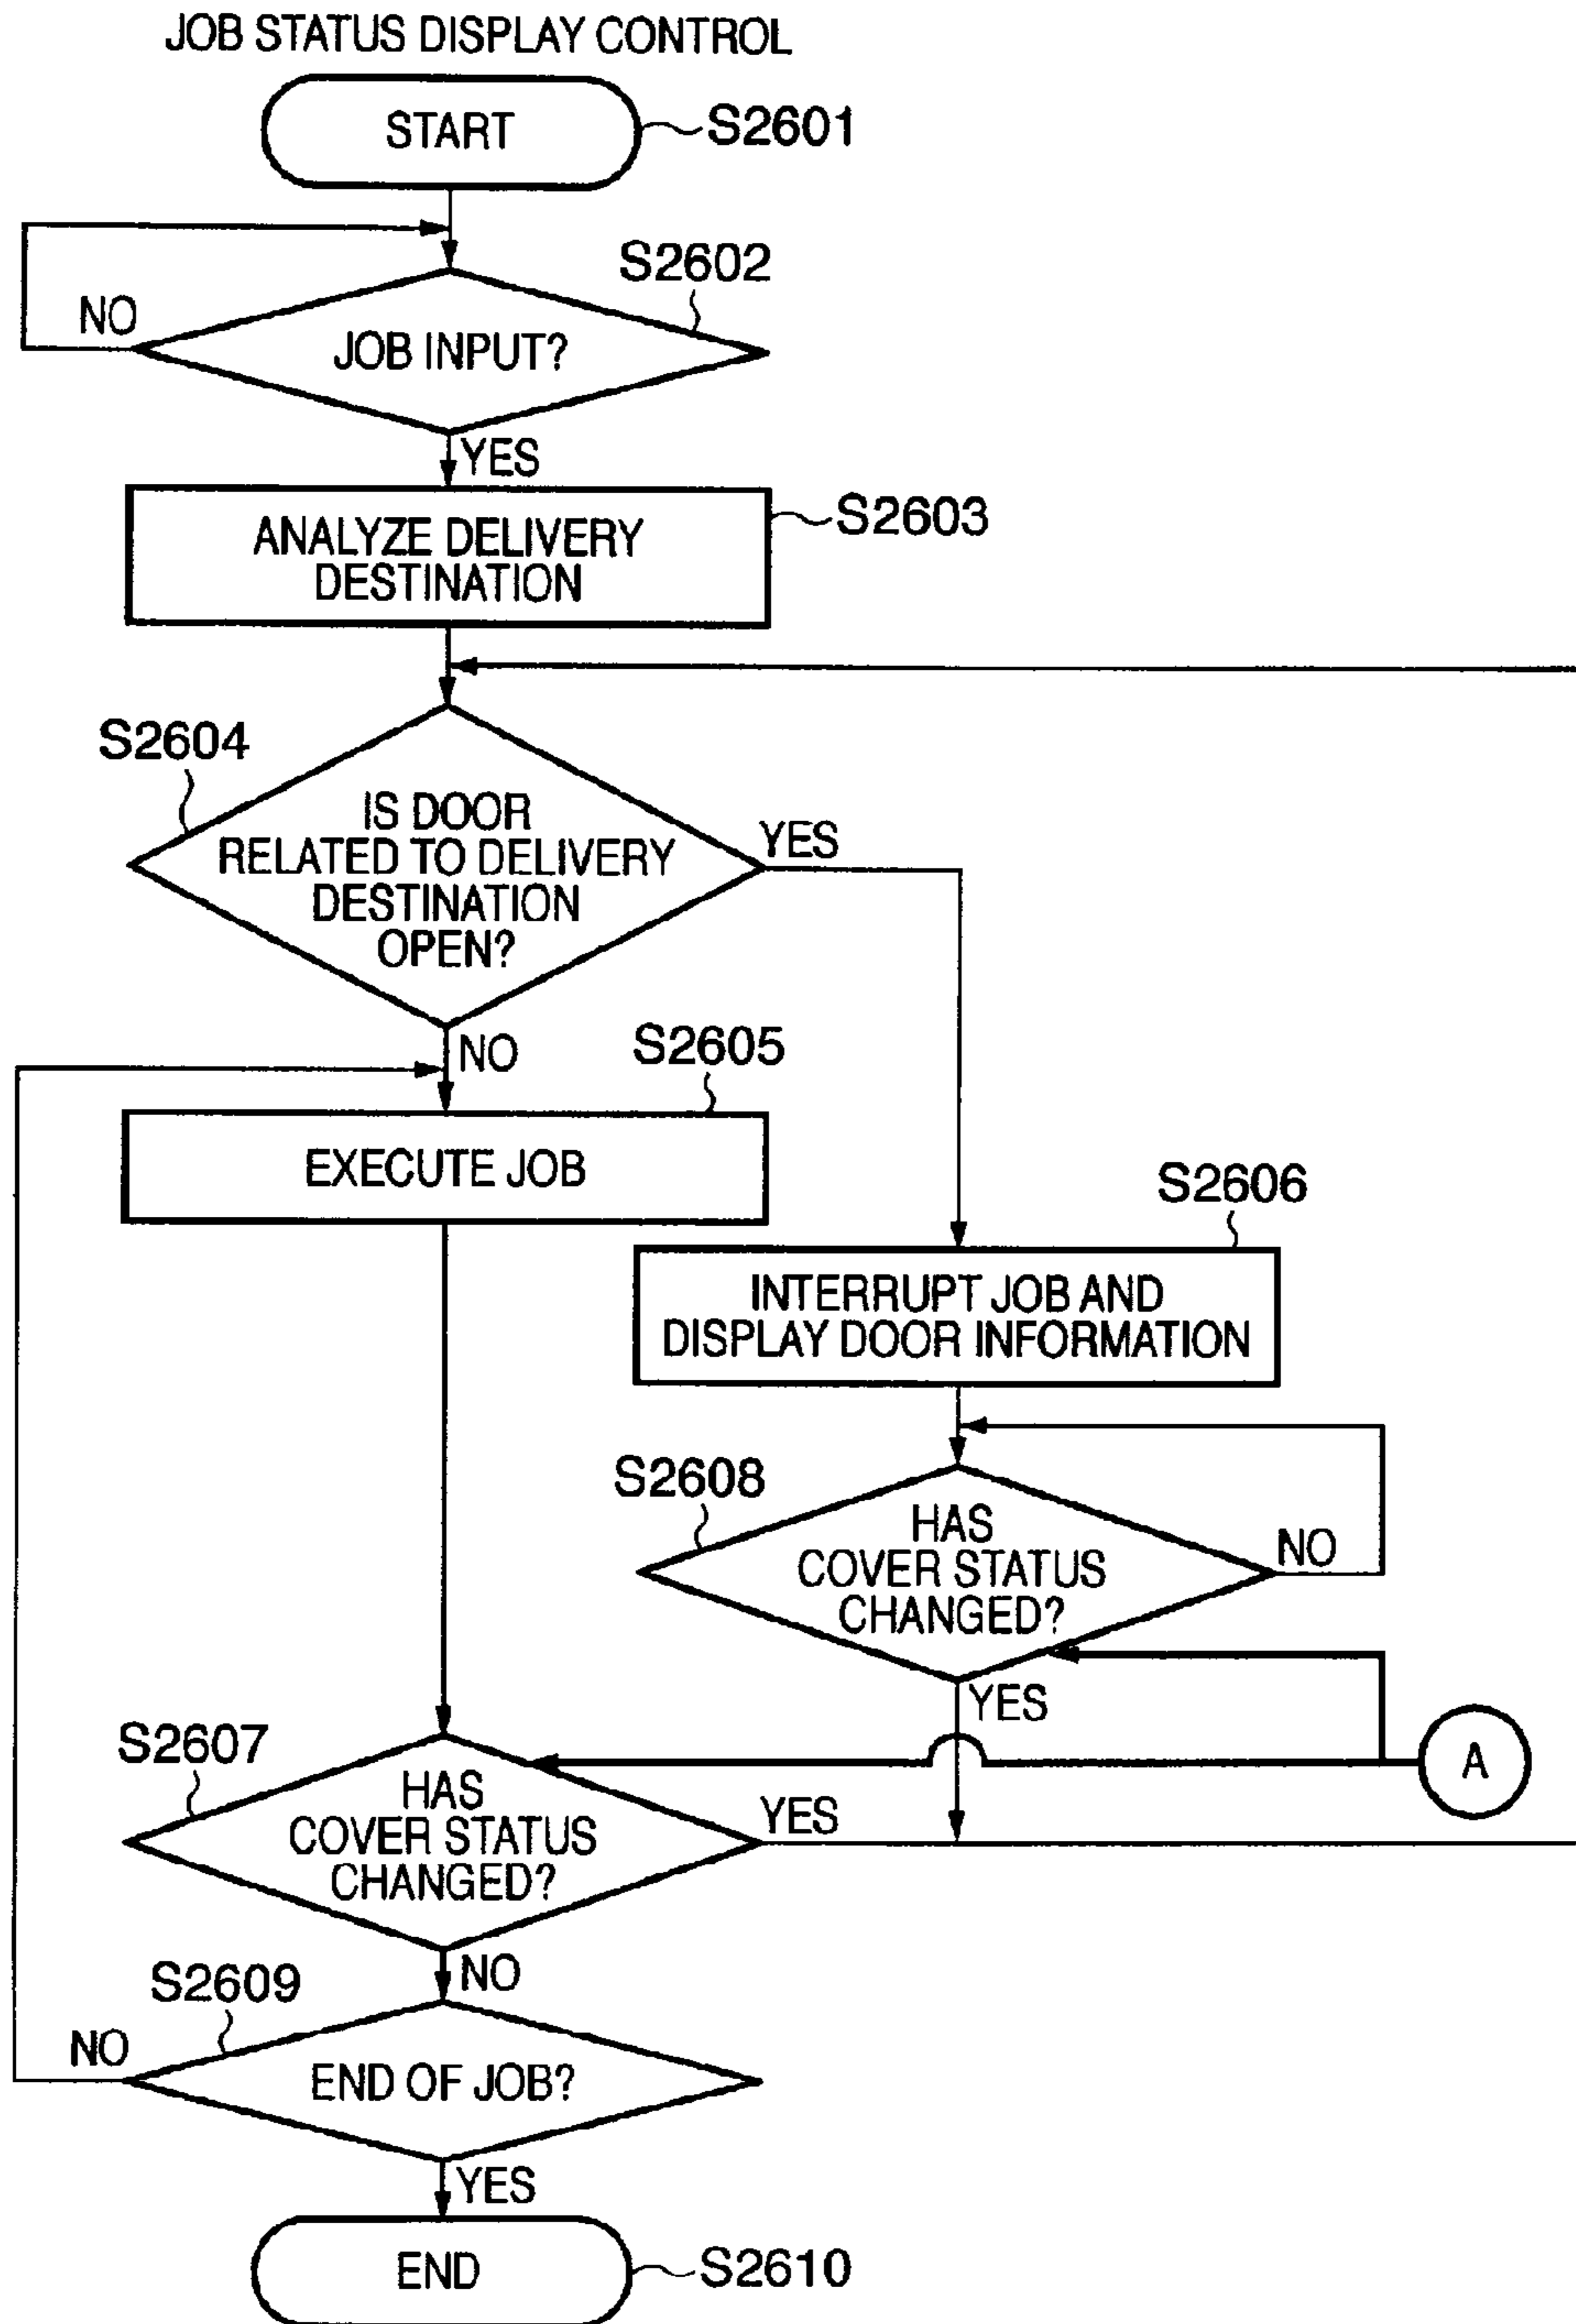 JOB STATUS DISPLAY CONTROL
START
S2601
S2602
NO
JOB INPUT?
YES
ANALYZE DELIVERY
DESTINATION
S2603
S2604
IS DOOR
RELATED TO DELIVERY
DESTINATION
OPEN?
YES
NO
S2605
EXECUTE JOB
S2606
INTERRUPT JOB AND
DISPLAY DOOR INFORMATION
S2608
HAS
COVER STATUS
CHANGED?
NO
YES
A
S2607
HAS
COVER STATUS
CHANGED?
YES
NO
S2609
NO
END OF JOB?
YES
END
S2610